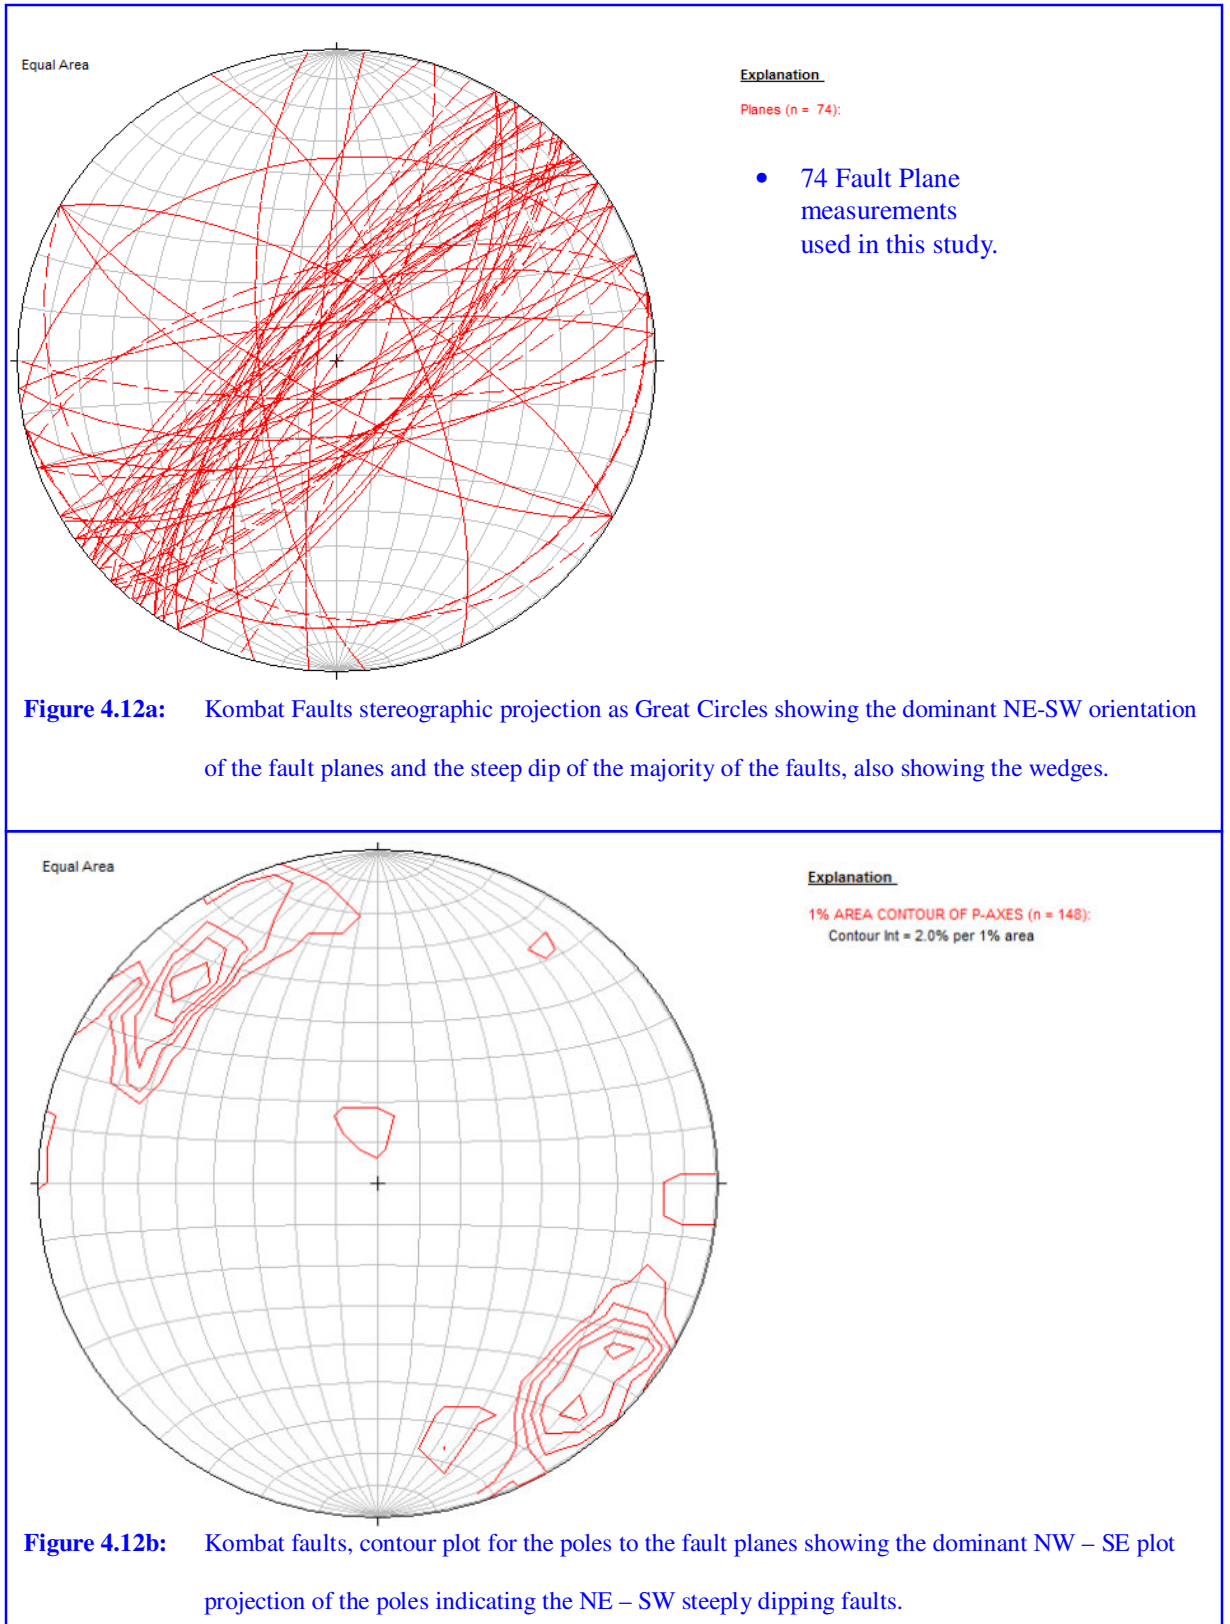 Equal Area
Explanation
Planes (n = 74):
• 74 Fault Plane
measurements
used in this study.
Figure 4.12a: Kombat Faults stereographic projection as Great Circles showing the dominant NE-SW orientation
of the fault planes and the steep dip of the majority of the faults, also showing the wedges.
Equal Area
Explanation
1% AREA CONTOUR OF P-AXES (n = 148):
Contour Int = 2.0% per 1% area
Figure 4.12b: Kombat faults, contour plot for the poles to the fault planes showing the dominant NW – SE plot
projection of the poles indicating the NE – SW steeply dipping faults.